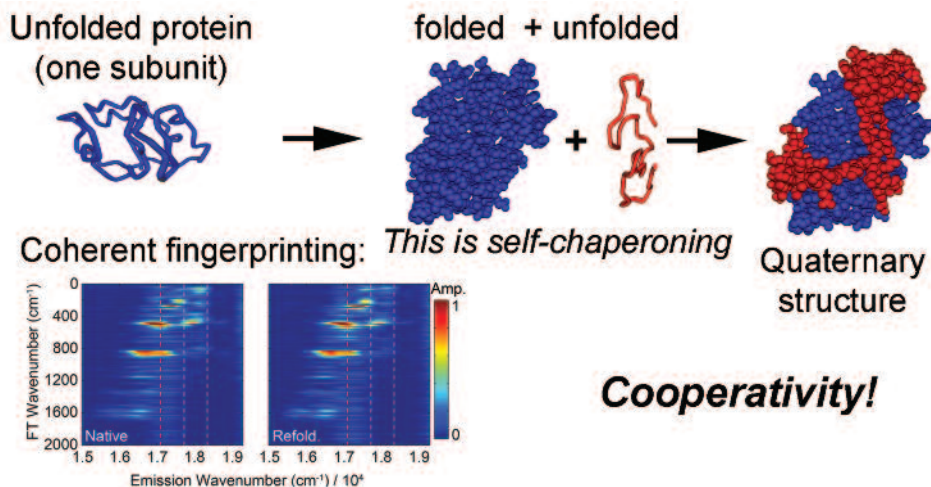 Unfolded protein
(one subunit)
folded + unfolded
+
This is self-chaperoning
Quaternary
structure
Coherent fingerprinting:
Amp.
1
0
FT Wavenumber (cm⁻¹)
0
400
800
1200
1600
2000
Native
Refold.
1.5 1.6 1.7 1.8 1.9
1.5 1.6 1.7 1.8 1.9
Emission Wavenumber (cm⁻¹) / 10⁴
Cooperativity!